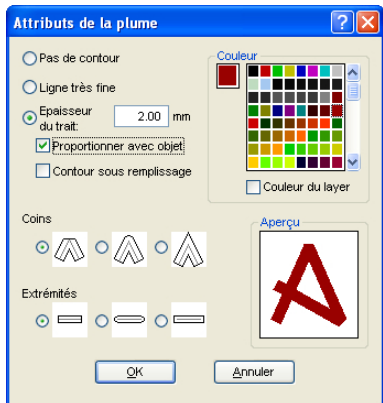 Attributs de la plume
Pas de contour
Ligne très fine
Epaisseur
du trait: 2.00 mm
Proportionner avec objet
Contour sous remplissage
Couleur
Couleur du layer
Coins
Extrémités
Aperçu
OK
Annuler